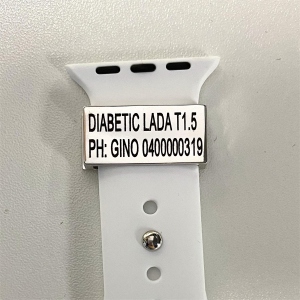 DIABETIC LADA T1.5
PH: GINO 0400000319